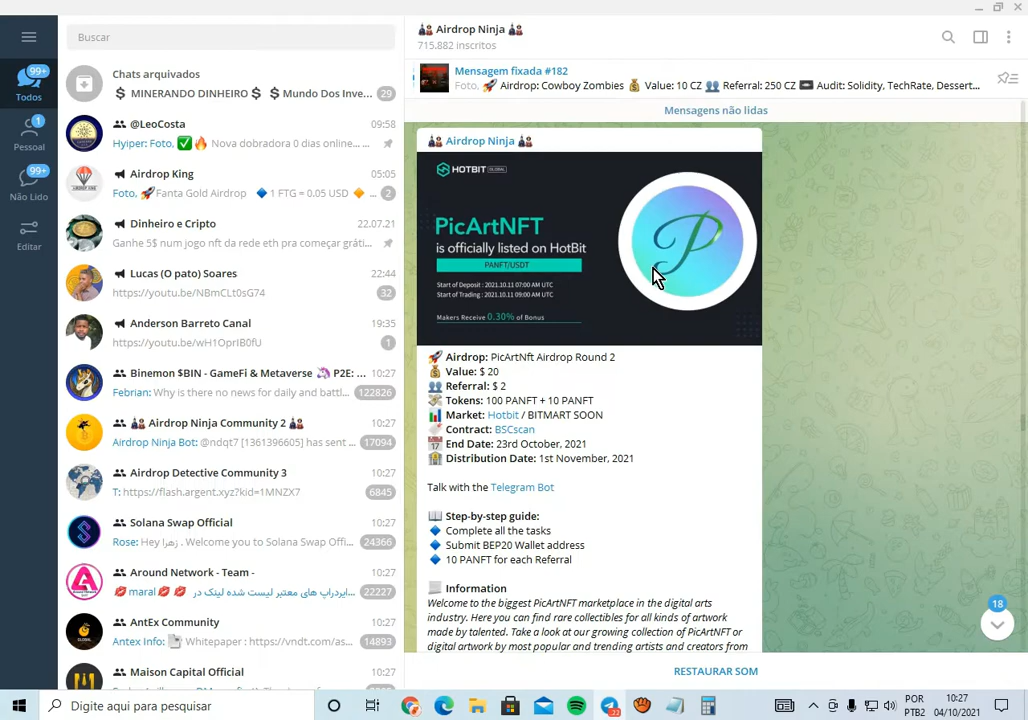 Todos
99+
Pessoal
1
Não Lido
99+
Editar
Buscar
Chats arquivados
$ MINERANDO DINHEIRO $ $ Mundo Dos Inve... 29
@LeoCosta 09:58
Hyiper: Foto, ✅🔥 Nova dobradora 0 dias online... ...
Airdrop King 05:05
Foto, 🚀Fanta Gold Airdrop 🔹 1 FTG = 0.05 USD 🔸 ... 2
Dinheiro e Cripto 22.07.21
Ganhe 5$ num jogo nft da rede eth pra começar gráti...
Lucas (O pato) Soares 22:44
https://youtu.be/NBmCLt0sG74 32
Anderson Barreto Canal 19:35
https://youtu.be/wH1OprIB0fU 1
Binemon $BIN - GameFi & Metaverse 🦄 P2E: ... 10:27
Febrian: Why is there no news for daily and battl... 122826
Airdrop Ninja Community 2 10:27
Airdrop Ninja Bot: @ndqt7 [1361396605] has sent ... 17094
Airdrop Detective Community 3 10:27
T: https://flash.argent.xyz?kid=1MNZX7 6845
Solana Swap Official 10:27
Rose: Hey زهرا . Welcome you to Solana Swap Offi... 24366
Around Network - Team - 10:27
💋 maral💋 💋 ایردراپ های معتبر لیست شده لینک در... 22227
AntEx Community 10:27
Antex Info: Whitepaper : https://vndt.com/as... 14893
Maison Capital Official 10:27
Airdrop Ninja
715.882 inscritos
Mensagem fixada #182
Foto, 🚀 Airdrop: Cowboy Zombies 💰 Value: 10 CZ 👥 Referral: 250 CZ Audit: Solidity, TechRate, Dessert...
Mensagens não lidas
Airdrop Ninja
HOTBIT GLOBAL
PicArtNFT
is officially listed on HotBit
PANFT/USDT
Start of Deposit : 2021.10.11 07:00 AM UTC
Start of Trading : 2021.10.11 09:00 AM UTC
Makers Receive 0.30% of Bonus
P
🚀 Airdrop: PicArtNft Airdrop Round 2
💰 Value: $ 20
👥 Referral: $ 2
💸 Tokens: 100 PANFT + 10 PANFT
📊 Market: Hotbit / BITMART SOON
Contract: BSCscan
📅 End Date: 23rd October, 2021
🏦 Distribution Date: 1st November, 2021
Talk with the Telegram Bot
📖 Step-by-step guide:
🔹 Complete all the tasks
🔹 Submit BEP20 Wallet address
🔹 10 PANFT for each Referral
Information
Welcome to the biggest PicArtNFT marketplace in the digital arts
industry. Here you can find rare collectibles for all kinds of artwork
made by talented. Take a look at our growing collection of PicArtNFT or
digital artwork by most popular and trending artists and creators from
18
RESTAURAR SOM
Digite aqui para pesquisar
POR
PTB2
10:27
04/10/2021